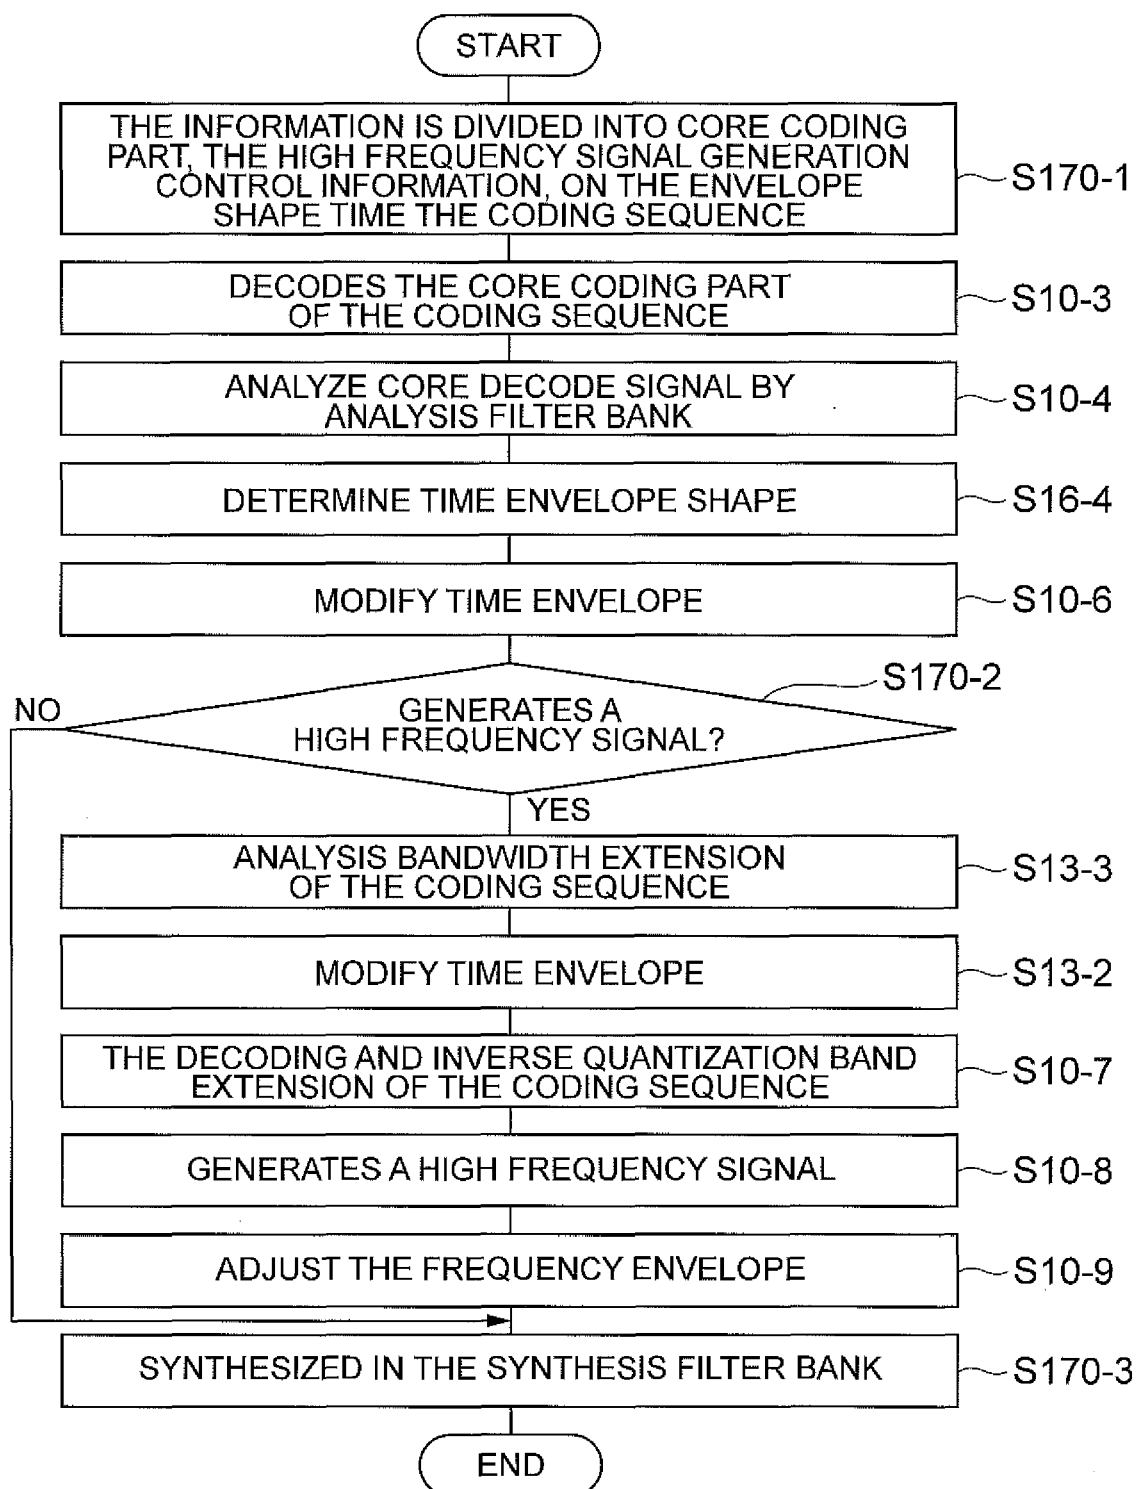 START
THE INFORMATION IS DIVIDED INTO CORE CODING
PART, THE HIGH FREQUENCY SIGNAL GENERATION
CONTROL INFORMATION, ON THE ENVELOPE
SHAPE TIME THE CODING SEQUENCE
S170-1
DECODES THE CORE CODING PART
OF THE CODING SEQUENCE
S10-3
ANALYZE CORE DECODE SIGNAL BY
ANALYSIS FILTER BANK
S10-4
DETERMINE TIME ENVELOPE SHAPE
S16-4
MODIFY TIME ENVELOPE
S10-6
S170-2
NO
GENERATES A
HIGH FREQUENCY SIGNAL?
YES
ANALYSIS BANDWIDTH EXTENSION
OF THE CODING SEQUENCE
S13-3
MODIFY TIME ENVELOPE
S13-2
THE DECODING AND INVERSE QUANTIZATION BAND
EXTENSION OF THE CODING SEQUENCE
S10-7
GENERATES A HIGH FREQUENCY SIGNAL
S10-8
ADJUST THE FREQUENCY ENVELOPE
S10-9
SYNTHESIZED IN THE SYNTHESIS FILTER BANK
S170-3
END